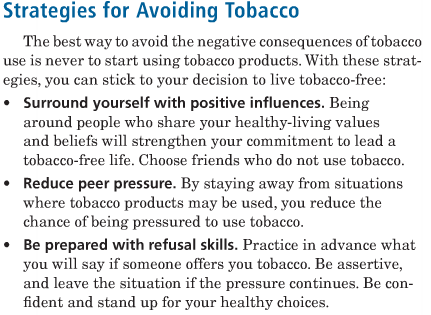 Strategies for Avoiding Tobacco
The best way to avoid the negative consequences of tobacco
use is never to start using tobacco products. With these strat-
egies, you can stick to your decision to live tobacco-free:
• Surround yourself with positive influences. Being
around people who share your healthy-living values
and beliefs will strengthen your commitment to lead a
tobacco-free life. Choose friends who do not use tobacco.
• Reduce peer pressure. By staying away from situations
where tobacco products may be used, you reduce the
chance of being pressured to use tobacco.
• Be prepared with refusal skills. Practice in advance what
you will say if someone offers you tobacco. Be assertive,
and leave the situation if the pressure continues. Be con-
fident and stand up for your healthy choices.